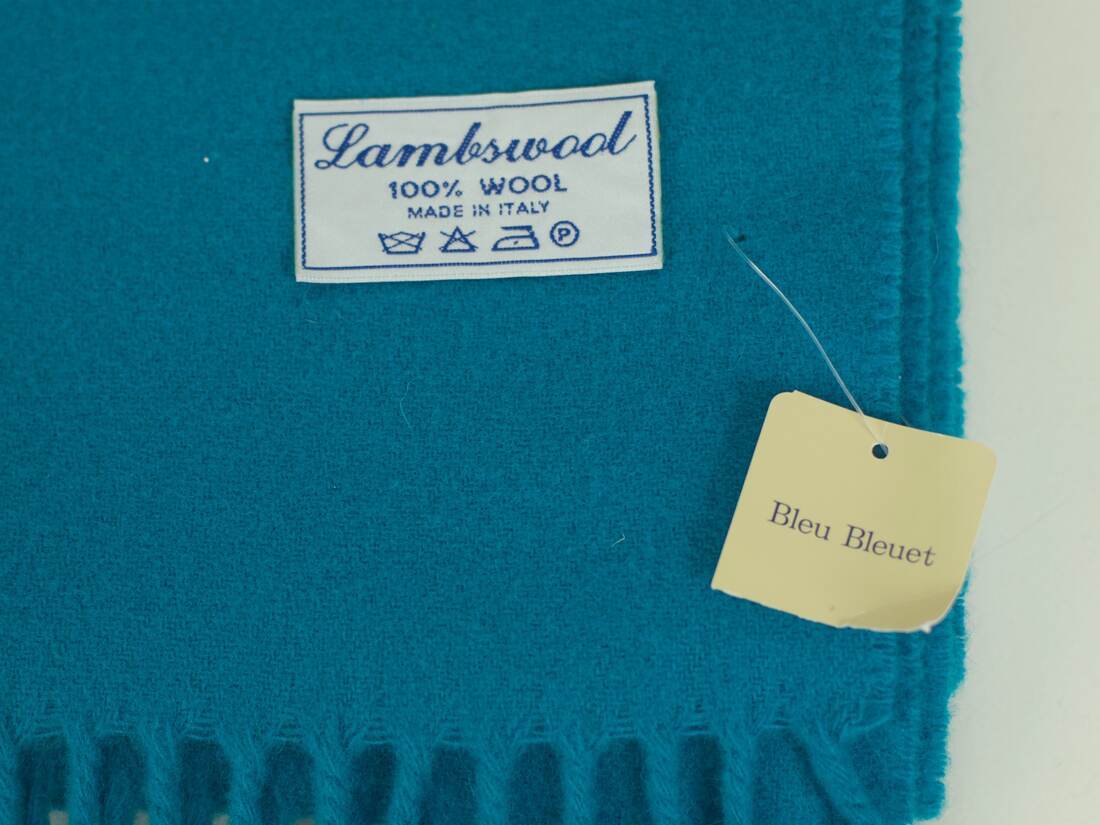 Lambswool
100% WOOL
MADE IN ITALY
P
Bleu Bleuet